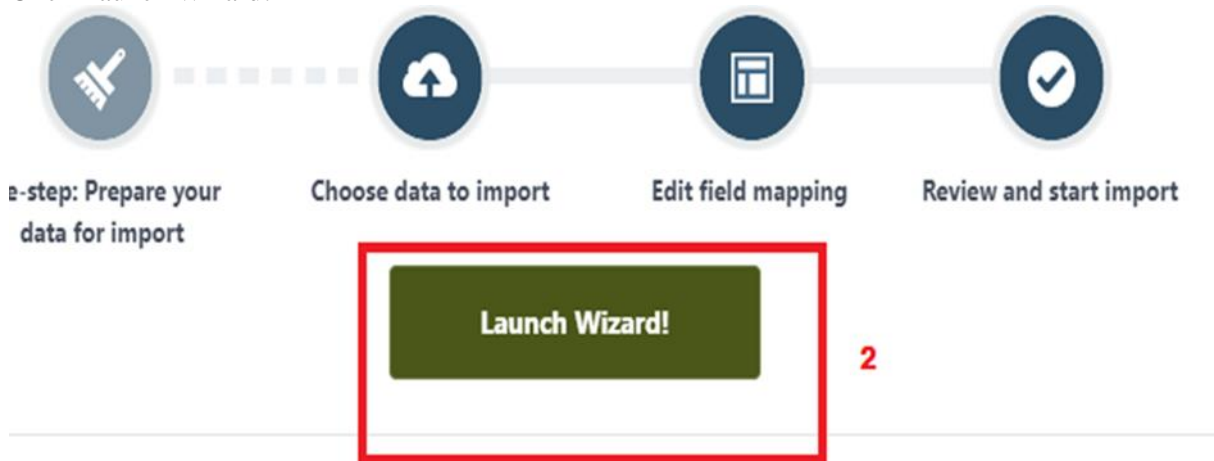 e-step: Prepare your
data for import
Choose data to import
Edit field mapping
Review and start import
Launch Wizard!
2